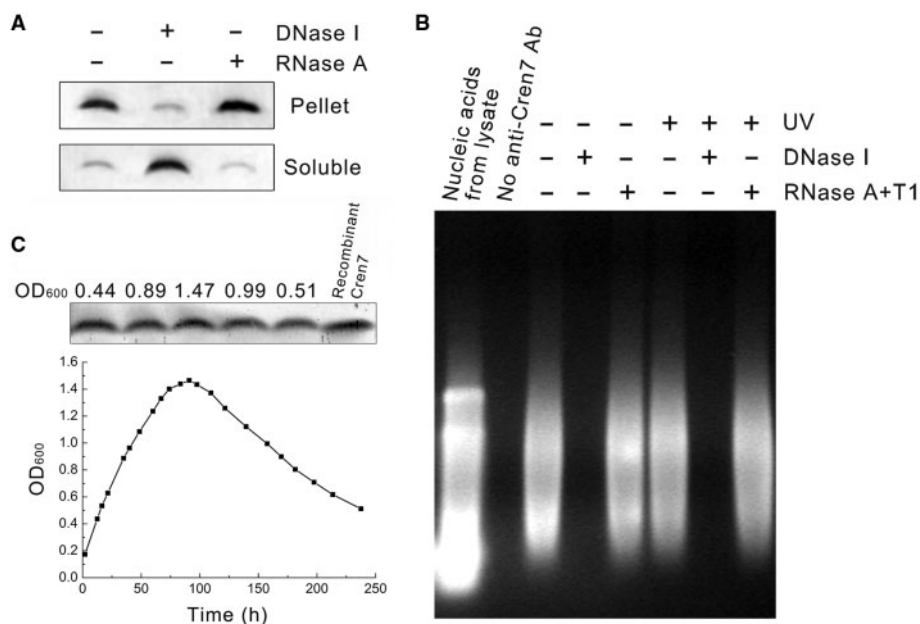 A
– + – DNase I
– – + RNase A
Pellet
Soluble
B
Nucleic acids from lysate
No anti-Cren7 Ab
– – – + + + UV
– + – – + – DNase I
– – + – – + RNase A+T1
C
OD600 0.44 0.89 1.47 0.99 0.51 Recombinant Cren7
1.6
1.4
1.2
1.0
0.8
0.6
0.4
0.2
0.0
OD600
0 50 100 150 200 250
Time (h)